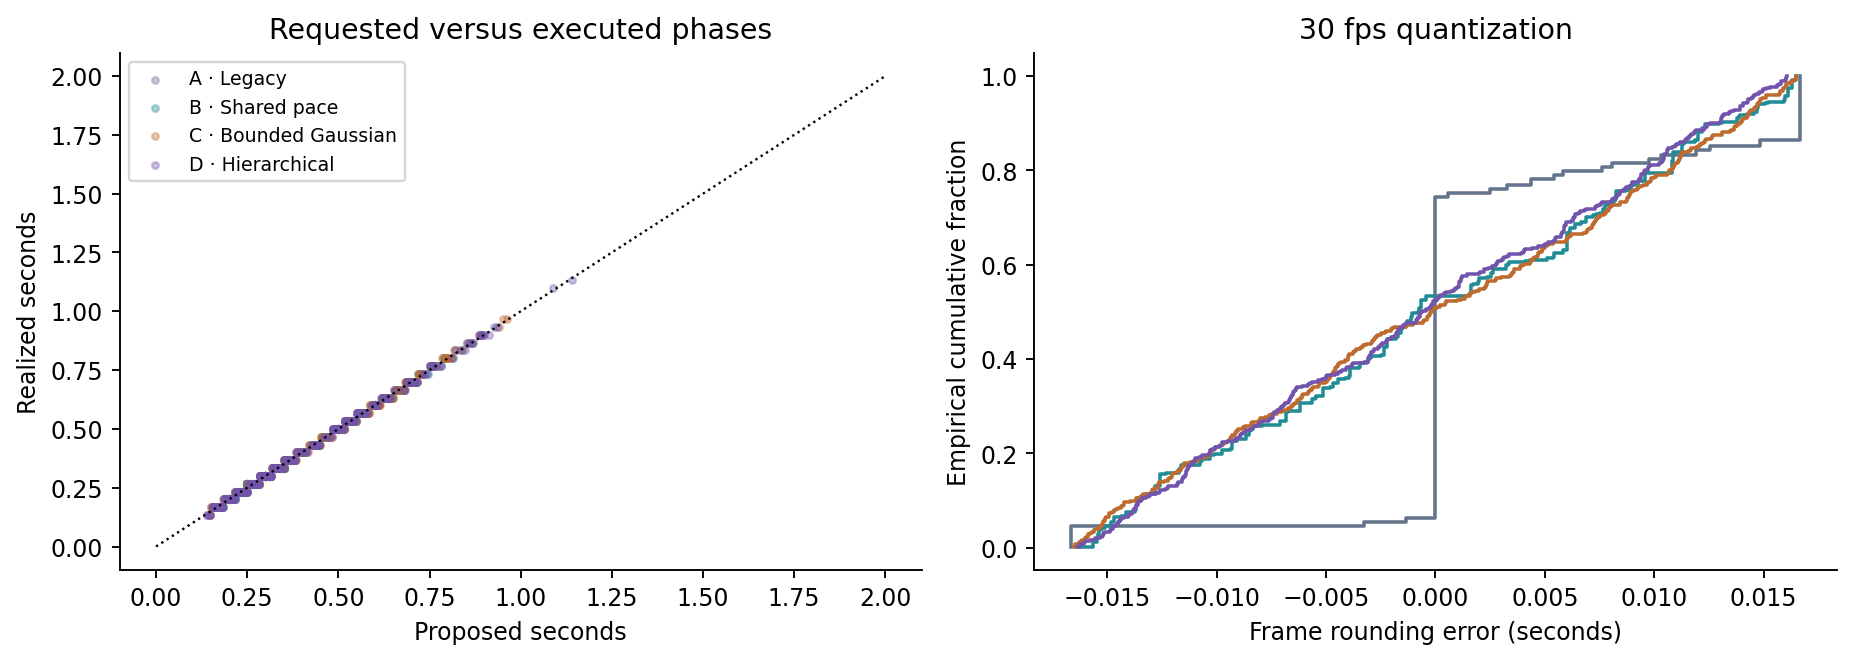 Requested versus executed phases
A · Legacy
B · Shared pace
C · Bounded Gaussian
D · Hierarchical
2.00
1.75
1.50
1.25
1.00
0.75
0.50
0.25
0.00
Realized seconds
0.00 0.25 0.50 0.75 1.00 1.25 1.50 1.75 2.00
Proposed seconds
30 fps quantization
1.0
0.8
0.6
0.4
0.2
0.0
Empirical cumulative fraction
−0.015 −0.010 −0.005 0.000 0.005 0.010 0.015
Frame rounding error (seconds)